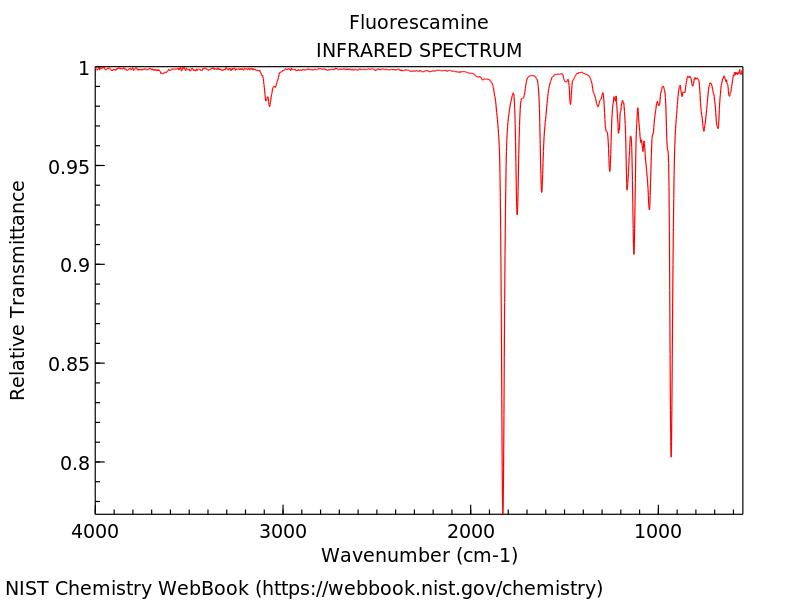 Fluorescamine
INFRARED SPECTRUM
1
0.95
0.9
0.85
0.8
Relative Transmittance
4000 3000 2000 1000
Wavenumber (cm-1)
NIST Chemistry WebBook (https://webbook.nist.gov/chemistry)